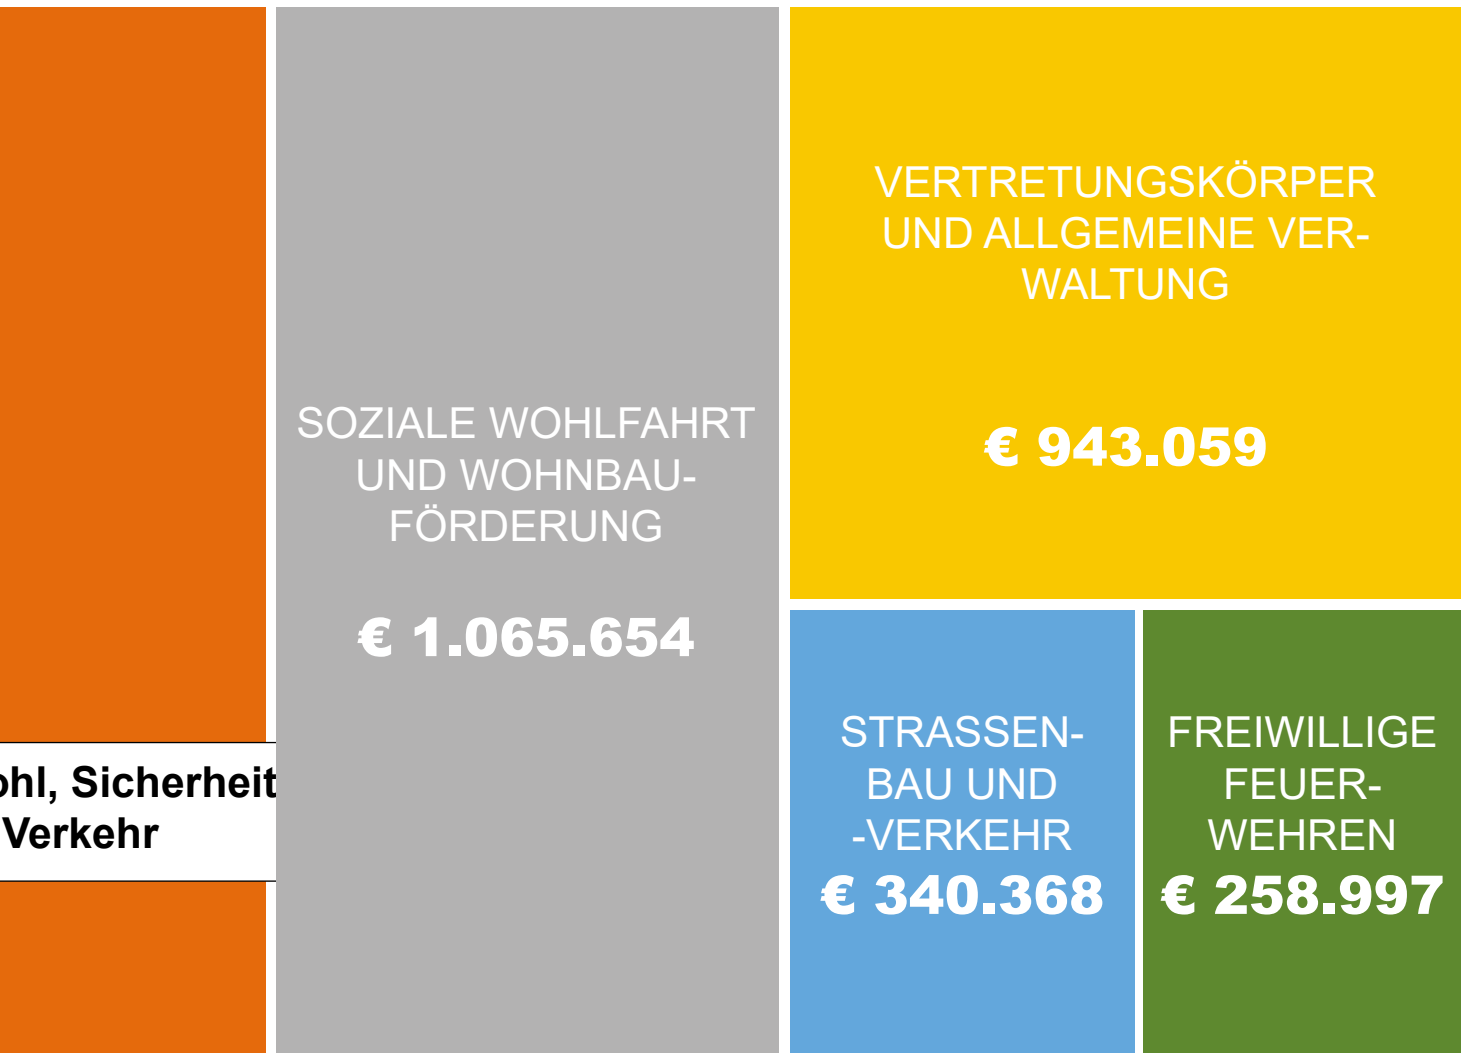 SOZIALE WOHLFAHRT
UND WOHNBAU-
FÖRDERUNG
€ 1.065.654
VERTRETUNGSKÖRPER
UND ALLGEMEINE VER-
WALTUNG
€ 943.059
STRASSEN-
BAU UND
-VERKEHR
€ 340.368
FREIWILLIGE
FEUER-
WEHREN
€ 258.997
ohl, Sicherheit
Verkehr